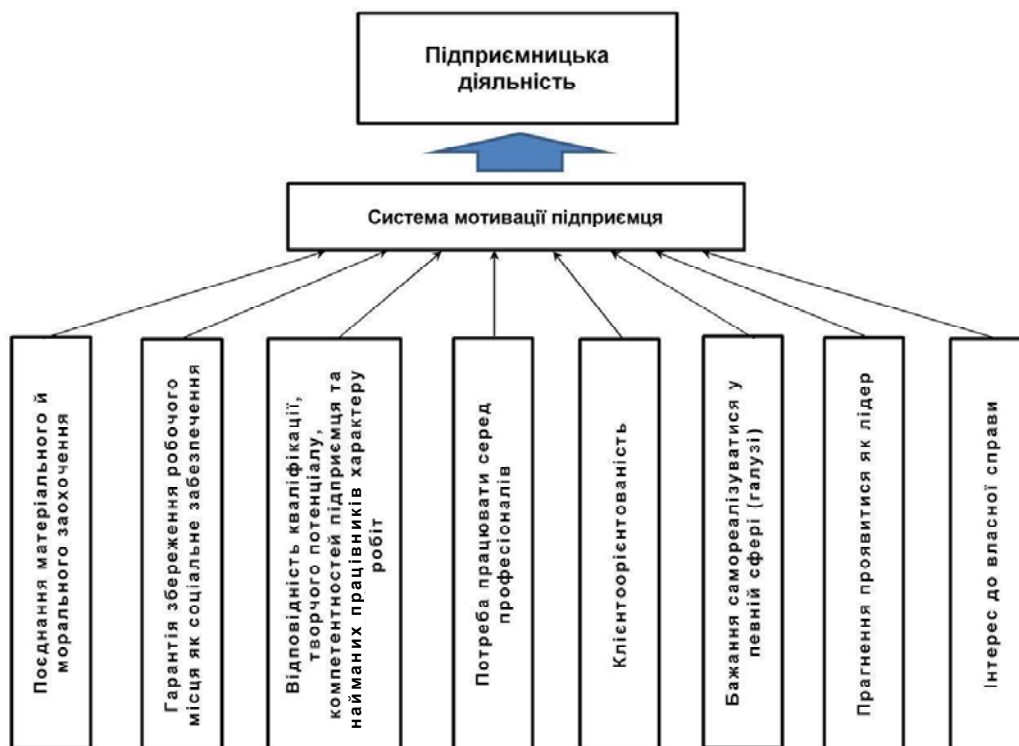 Підприємницька
діяльність
Система мотивації підприємця
Поєднання матеріального й
морального заохочення
Гарантія збереження робочого
місця як соціальне забезпечення
Відповідність кваліфікації,
творчого потенціалу,
компетентностей підприємця та
найманих працівників характеру
робіт
Потреба працювати серед
професіоналів
Клієнтоорієнтованість
Бажання самореалізуватися у
певній сфері (галузі)
Прагнення проявитися як лідер
Інтерес до власної справи